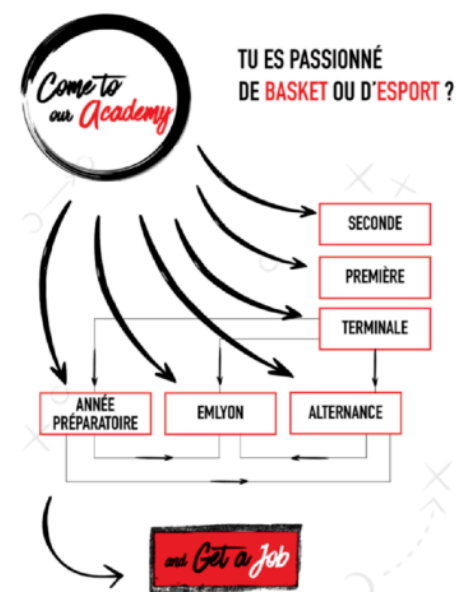 Come to
our Academy
TU ES PASSIONNÉ
DE BASKET OU D'ESPORT ?
SECONDE
PREMIÈRE
TERMINALE
ANNÉE
PRÉPARATOIRE
EMLYON
ALTERNANCE
and Get a Job